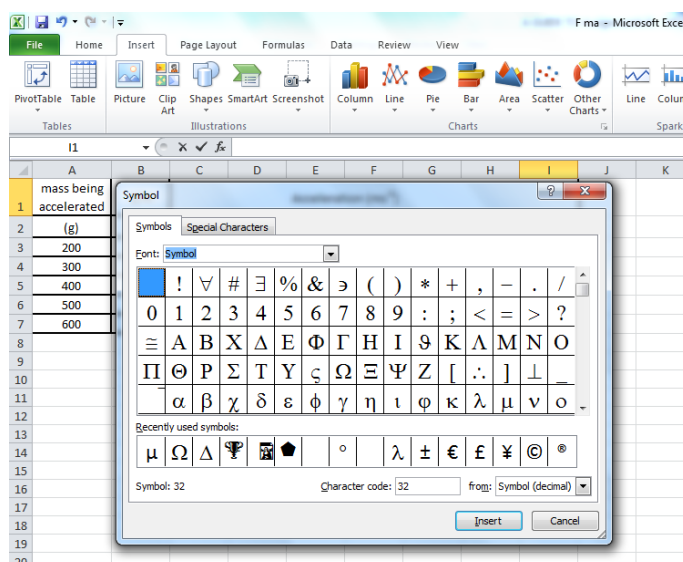 F ma - Microsoft Exce
File Home Insert Page Layout Formulas Data Review View
PivotTable Table Picture Clip Art Shapes SmartArt Screenshot Column Line Pie Bar Area Scatter Other Charts Line Colu
Tables Illustrations Charts Spark
I1 fx
A B C D E F G H I J K
1 mass being accelerated
2 (g)
3 200
4 300
5 400
6 500
7 600
8
9
10
11
12
13
14
15
16
17
18
19
20
Symbol
Symbols Special Characters
Font: Symbol
! ∀ # ∃ % & ∍ ( ) * + , − . /
0 1 2 3 4 5 6 7 8 9 : ; < = > ?
≅ Α Β Χ Δ Ε Φ Γ Η Ι ϑ Κ Λ Μ Ν Ο
Π Θ Ρ Σ Τ Υ ς Ω Ξ Ψ Ζ [ ∴ ] ⊥ _
‾ α β χ δ ε ϕ γ η ι φ κ λ μ ν ο
Recently used symbols:
µ Ω Δ ° λ ± € £ ¥ © ®
Symbol: 32 Character code: 32 from: Symbol (decimal)
Insert Cancel